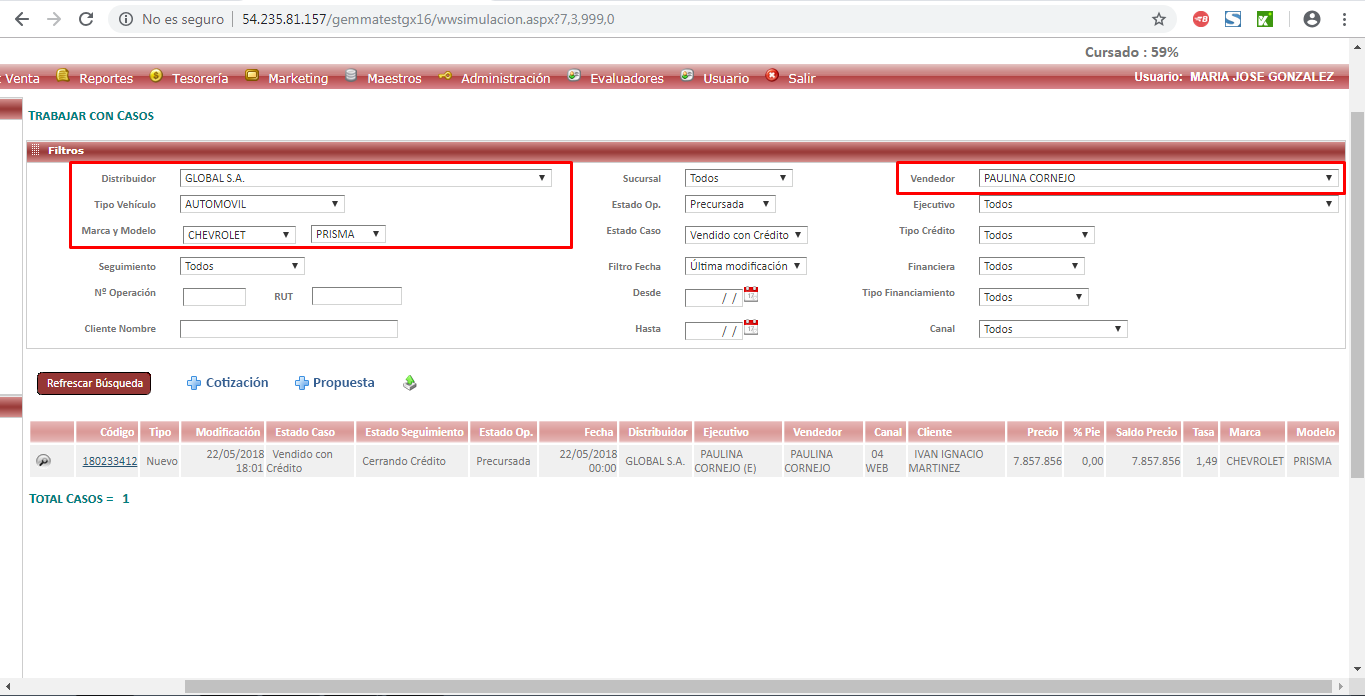 No es seguro | 54.235.81.157/gemmatestgx16/wwsimulacion.aspx?7,3,999,0
Cursado : 59%
Venta Reportes Tesorería Marketing Maestros Administración Evaluadores Usuario Salir Usuario: MARIA JOSE GONZALEZ
TRABAJAR CON CASOS
Filtros
Distribuidor GLOBAL S.A. Sucursal Todos Vendedor PAULINA CORNEJO
Tipo Vehículo AUTOMOVIL Estado Op. Precursada Ejecutivo Todos
Marca y Modelo CHEVROLET PRISMA Estado Caso Vendido con Crédito Tipo Crédito Todos
Seguimiento Todos Filtro Fecha Última modificación Financiera Todos
Nº Operación RUT Desde / / Tipo Financiamiento Todos
Cliente Nombre Hasta / / Canal Todos
Refrescar Búsqueda Cotización Propuesta
Código Tipo Modificación Estado Caso Estado Seguimiento Estado Op. Fecha Distribuidor Ejecutivo Vendedor Canal Cliente Precio % Pie Saldo Precio Tasa Marca Modelo
180233412 Nuevo 22/05/2018 18:01 Vendido con Crédito Cerrando Crédito Precursada 22/05/2018 00:00 GLOBAL S.A. PAULINA CORNEJO (E) PAULINA CORNEJO 04 WEB IVAN IGNACIO MARTINEZ 7.857.856 0,00 7.857.856 1,49 CHEVROLET PRISMA
TOTAL CASOS = 1